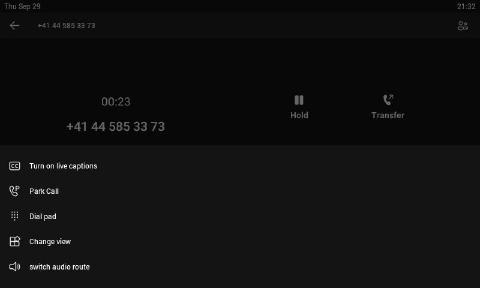 Thu Sep 29 21:32
+41 44 585 33 73
00:23
+41 44 585 33 73
Hold
Transfer
Turn on live captions
Park Call
Dial pad
Change view
switch audio route